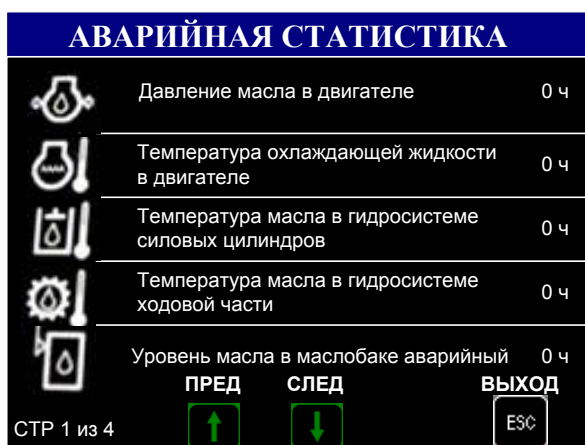 АВАРИЙНАЯ СТАТИСТИКА
Давление масла в двигателе 0 ч
Температура охлаждающей жидкости
в двигателе 0 ч
Температура масла в гидросистеме
силовых цилиндров 0 ч
Температура масла в гидросистеме
ходовой части 0 ч
Уровень масла в маслобаке аварийный 0 ч
ПРЕД СЛЕД ВЫХОД
СТР 1 из 4 ESC